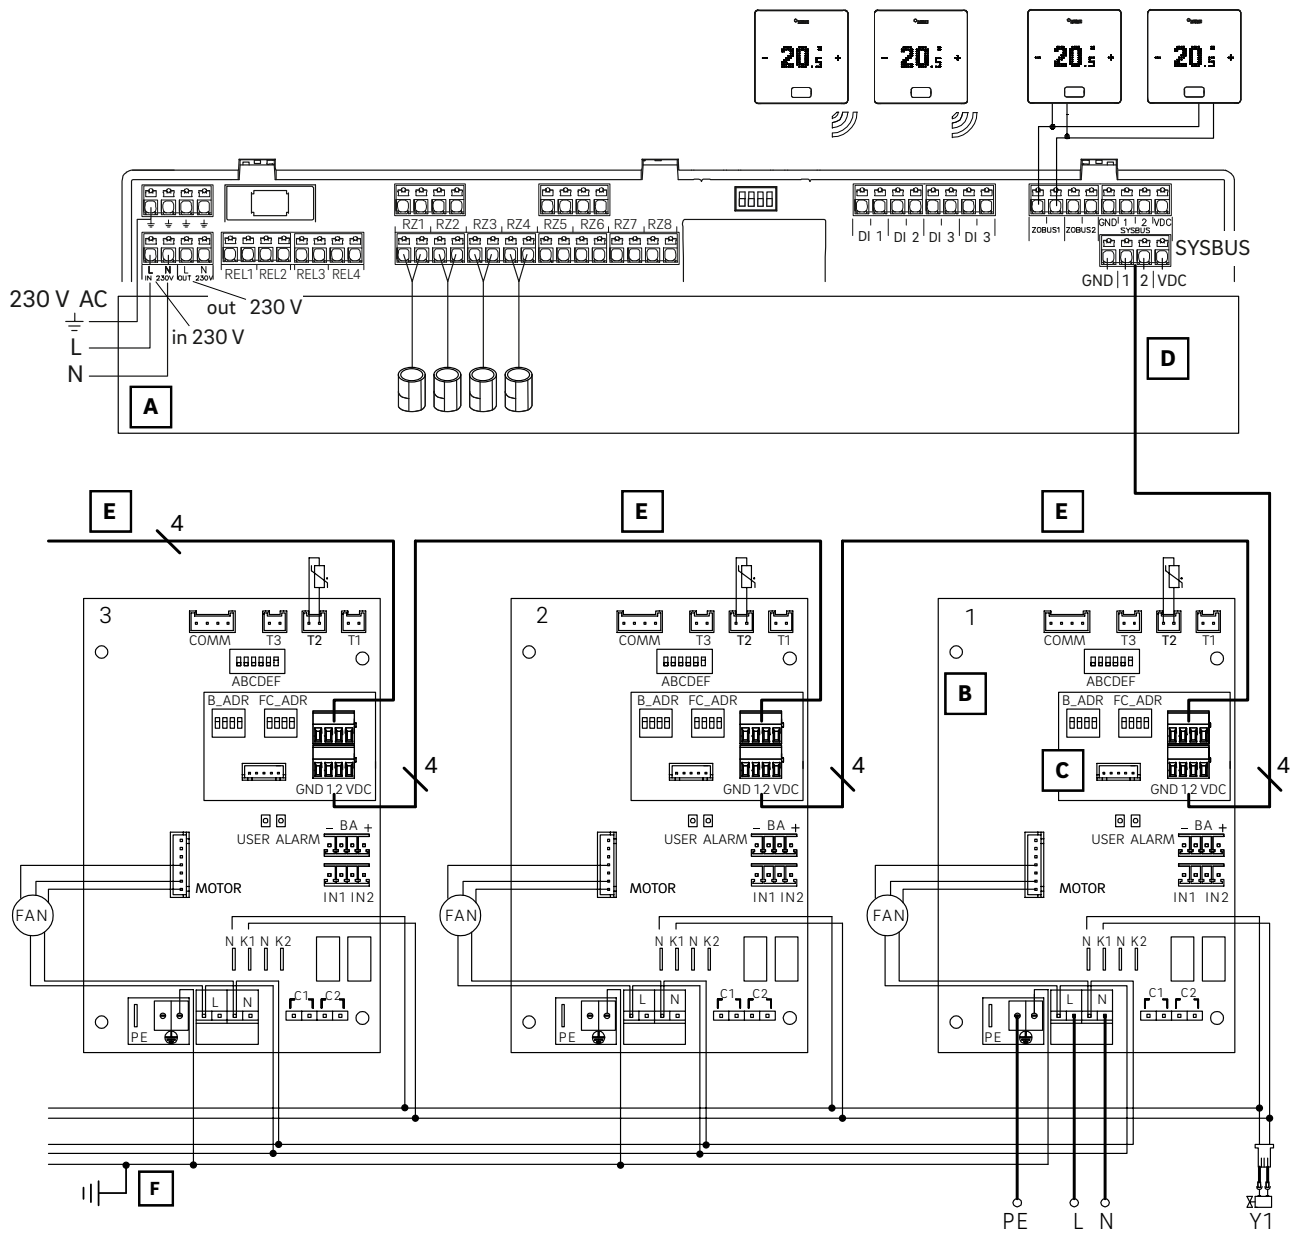 - 20.5 +
- 20.5 +
- 20.5 +
- 20.5 +
RZ1 RZ2 RZ3 RZ4 RZ5 RZ6 RZ7 RZ8
DI 1 DI 2 DI 3 DI 3
ZOBUS1 ZOBUS2
GND 1 2 VDC
SYSBUS
SYSBUS
GND 1 2 VDC
L N L N
IN 230V OUT 230V
REL1 REL2 REL3 REL4
230 V AC
out 230 V
in 230 V
L
N
A
D
E
E
E
4
3
COMM T3 T2 T1
ABCDEF
B_ADR FC_ADR
GND 1 2 VDC
4
USER ALARM
- BA +
MOTOR
IN1 IN2
FAN
N K1 N K2
L N
C1 C2
PE
2
COMM T3 T2 T1
ABCDEF
B_ADR FC_ADR
GND 1 2 VDC
4
USER ALARM
- BA +
MOTOR
IN1 IN2
FAN
N K1 N K2
L N
C1 C2
PE
1
COMM T3 T2 T1
ABCDEF
B
B_ADR FC_ADR
C
GND 1 2 VDC
4
USER ALARM
- BA +
MOTOR
IN1 IN2
FAN
N K1 N K2
L N
C1 C2
PE
F
PE L N
Y1